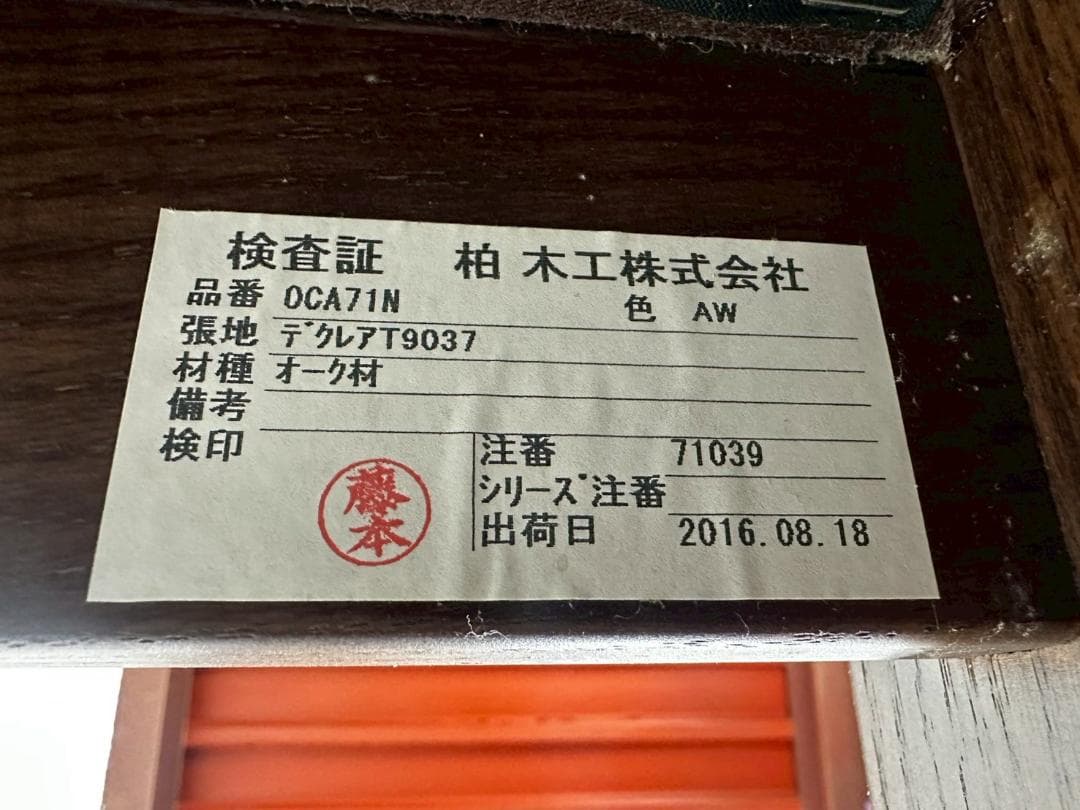 検査証 柏木工株式会社
品番 OCA71N 色 AW
張地 デクレアT9037
材種 オーク材
備考
検印
注番 71039
シリーズ注番
出荷日 2016.08.18
藤本